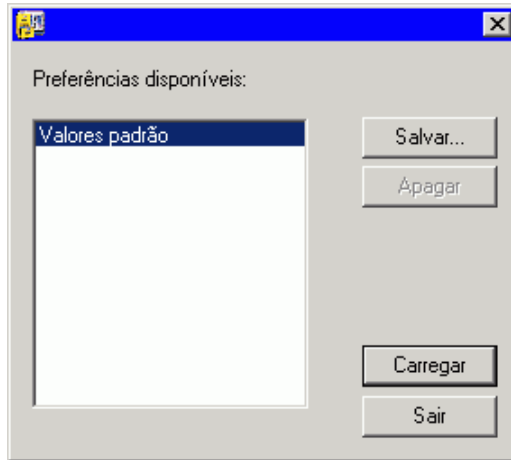 Preferências disponíveis:
Valores padrão
Salvar...
Apagar
Carregar
Sair